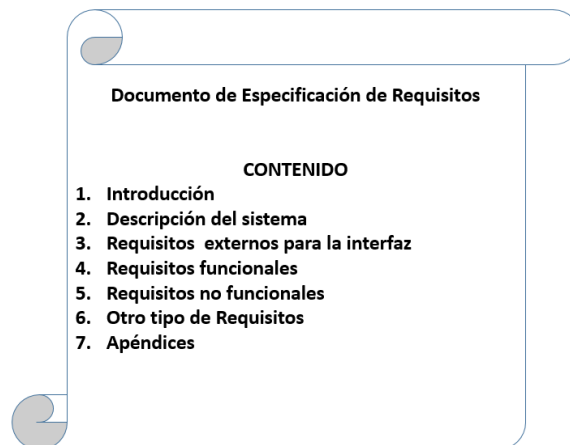 Documento de Especificación de Requisitos
CONTENIDO
1. Introducción
2. Descripción del sistema
3. Requisitos externos para la interfaz
4. Requisitos funcionales
5. Requisitos no funcionales
6. Otro tipo de Requisitos
7. Apéndices